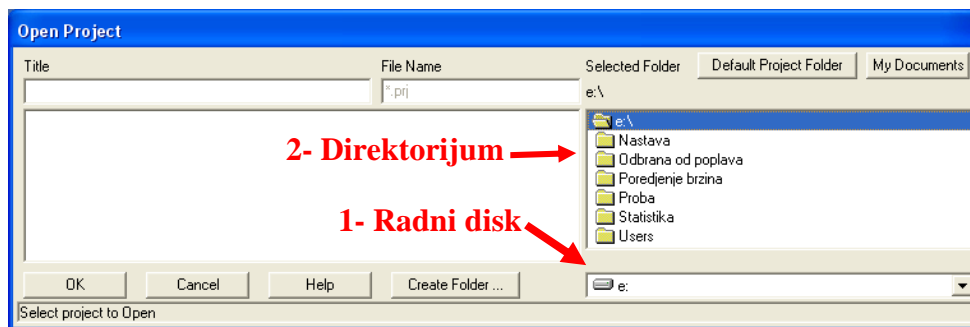 Open Project
Title File Name Selected Folder Default Project Folder My Documents
*.prj e:\
e:\
Nastava
2- Direktorijum Odbrana od poplava
Poredjenje brzina
Proba
1- Radni disk Statistika
Users
OK Cancel Help Create Folder ... e:
Select project to Open